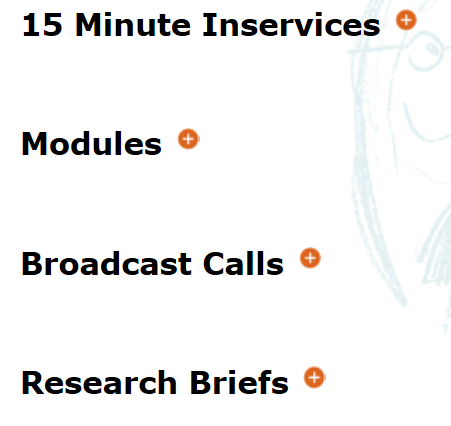 15 Minute Inservices
Modules
Broadcast Calls
Research Briefs